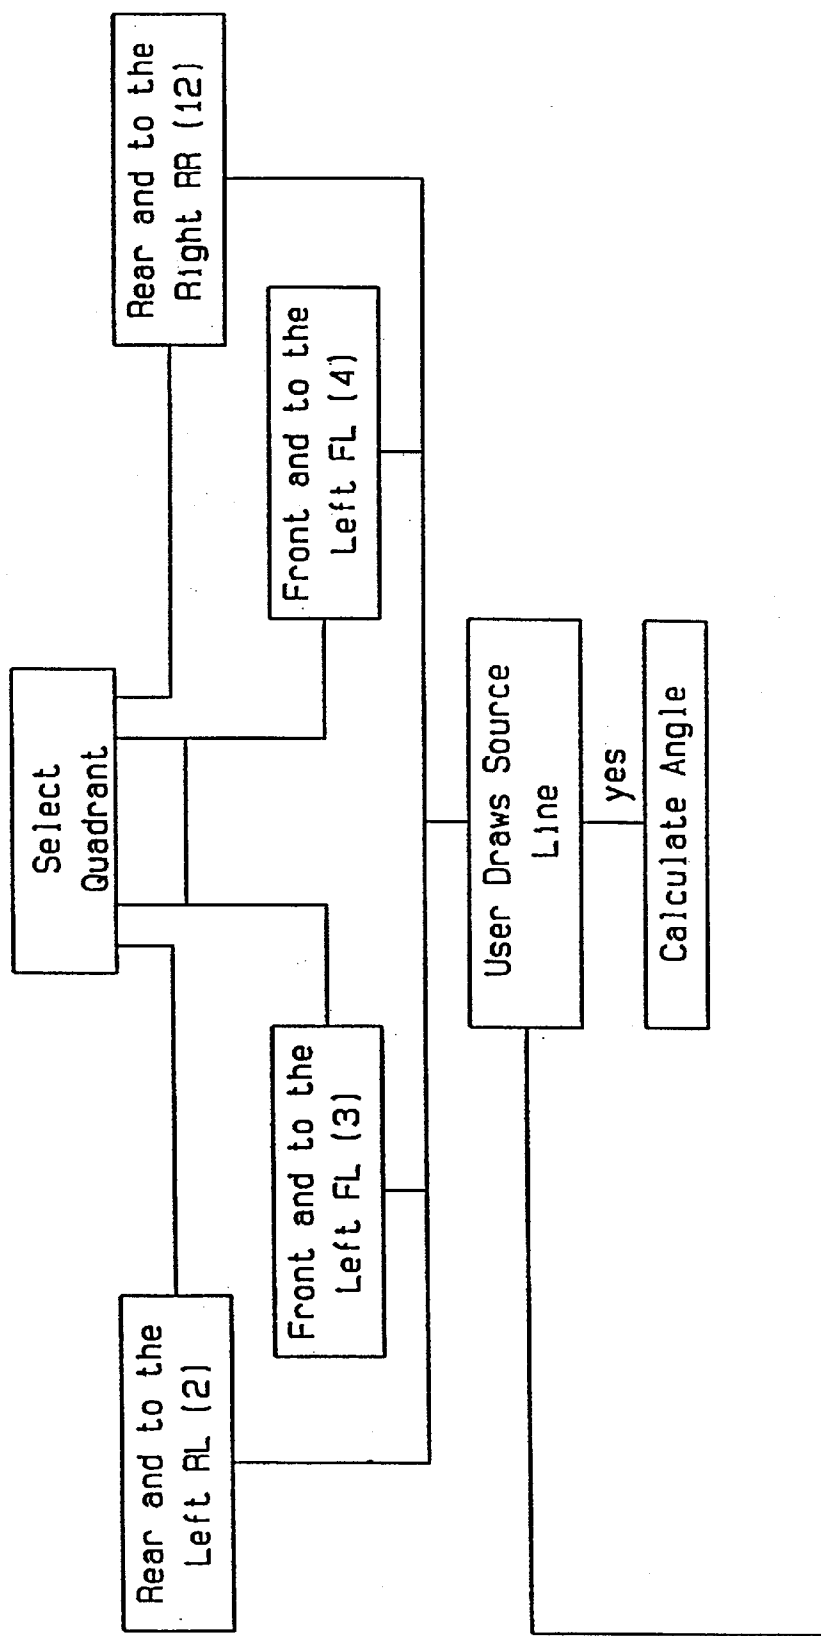 Select
Quadrant
Rear and to the
Left RL (2)
Rear and to the
Right RR (12)
Front and to the
Left FL (3)
Front and to the
Left FL (4)
User Draws Source
Line
yes
Calculate Angle